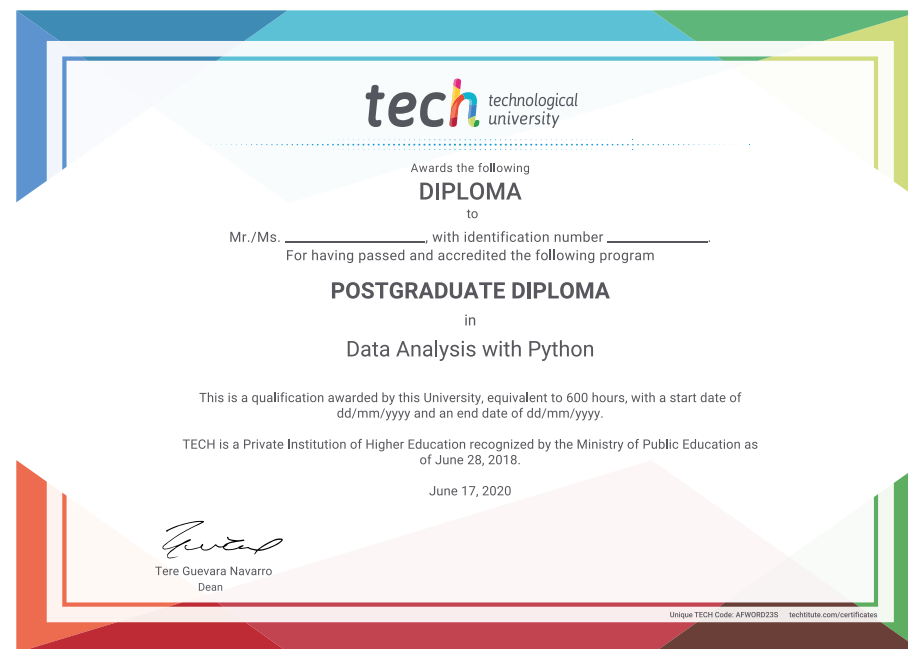 tech technological
university
Awards the following
DIPLOMA
to
Mr./Ms. ____________________, with identification number ______________.
For having passed and accredited the following program
POSTGRADUATE DIPLOMA
in
Data Analysis with Python
This is a qualification awarded by this University, equivalent to 600 hours, with a start date of
dd/mm/yyyy and an end date of dd/mm/yyyy.
TECH is a Private Institution of Higher Education recognized by the Ministry of Public Education as
of June 28, 2018.
June 17, 2020
Tere Guevara Navarro
Dean
Unique TECH Code: AFWORD23S techtitute.com/certificates